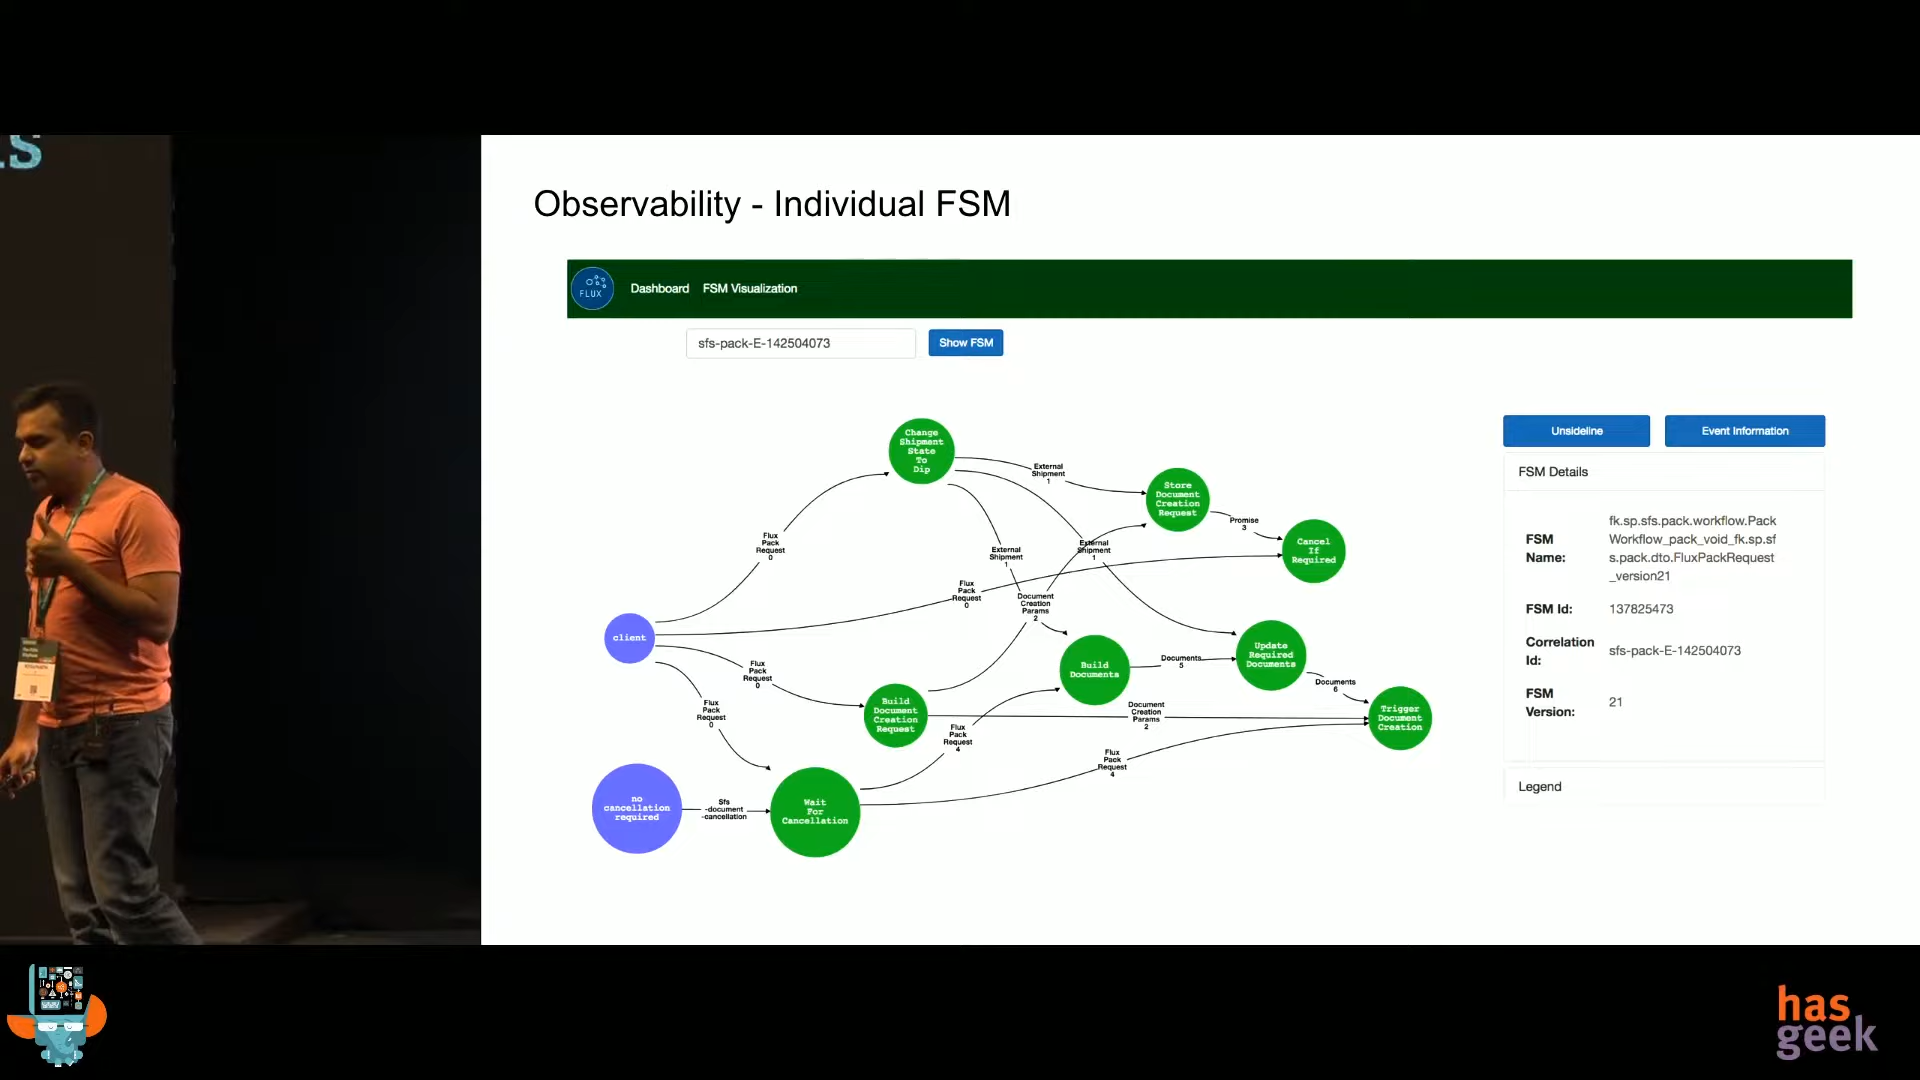 Observability - Individual FSM
FLUX
Dashboard FSM Visualization
sfs-pack-E-142504073
Show FSM
Change
Shipment
State
To
Dip
External
Shipment
1
Store
Document
Creation
Request
Promise
3
Cancel
If
Required
Flux
Pack
Request
0
External
Shipment
1
External
Shipment
1
Flux
Pack
Request
0
Document
Creation
Params
2
client
Flux
Pack
Request
0
Build
Documents
Documents
5
Update
Required
Documents
Documents
6
Flux
Pack
Request
0
Build
Document
Creation
Request
Flux
Pack
Request
4
Document
Creation
Params
2
Trigger
Document
Creation
Flux
Pack
Request
4
no
cancellation
required
Sfs
-document
-cancellation
Wait
For
Cancellation
Unsideline
Event Information
FSM Details
FSM
Name:
fk.sp.sfs.pack.workflow.Pack
Workflow_pack_void_fk.sp.sf
s.pack.dto.FluxPackRequest
_version21
FSM Id:
137825473
Correlation
Id:
sfs-pack-E-142504073
FSM
Version:
21
Legend
has
geek